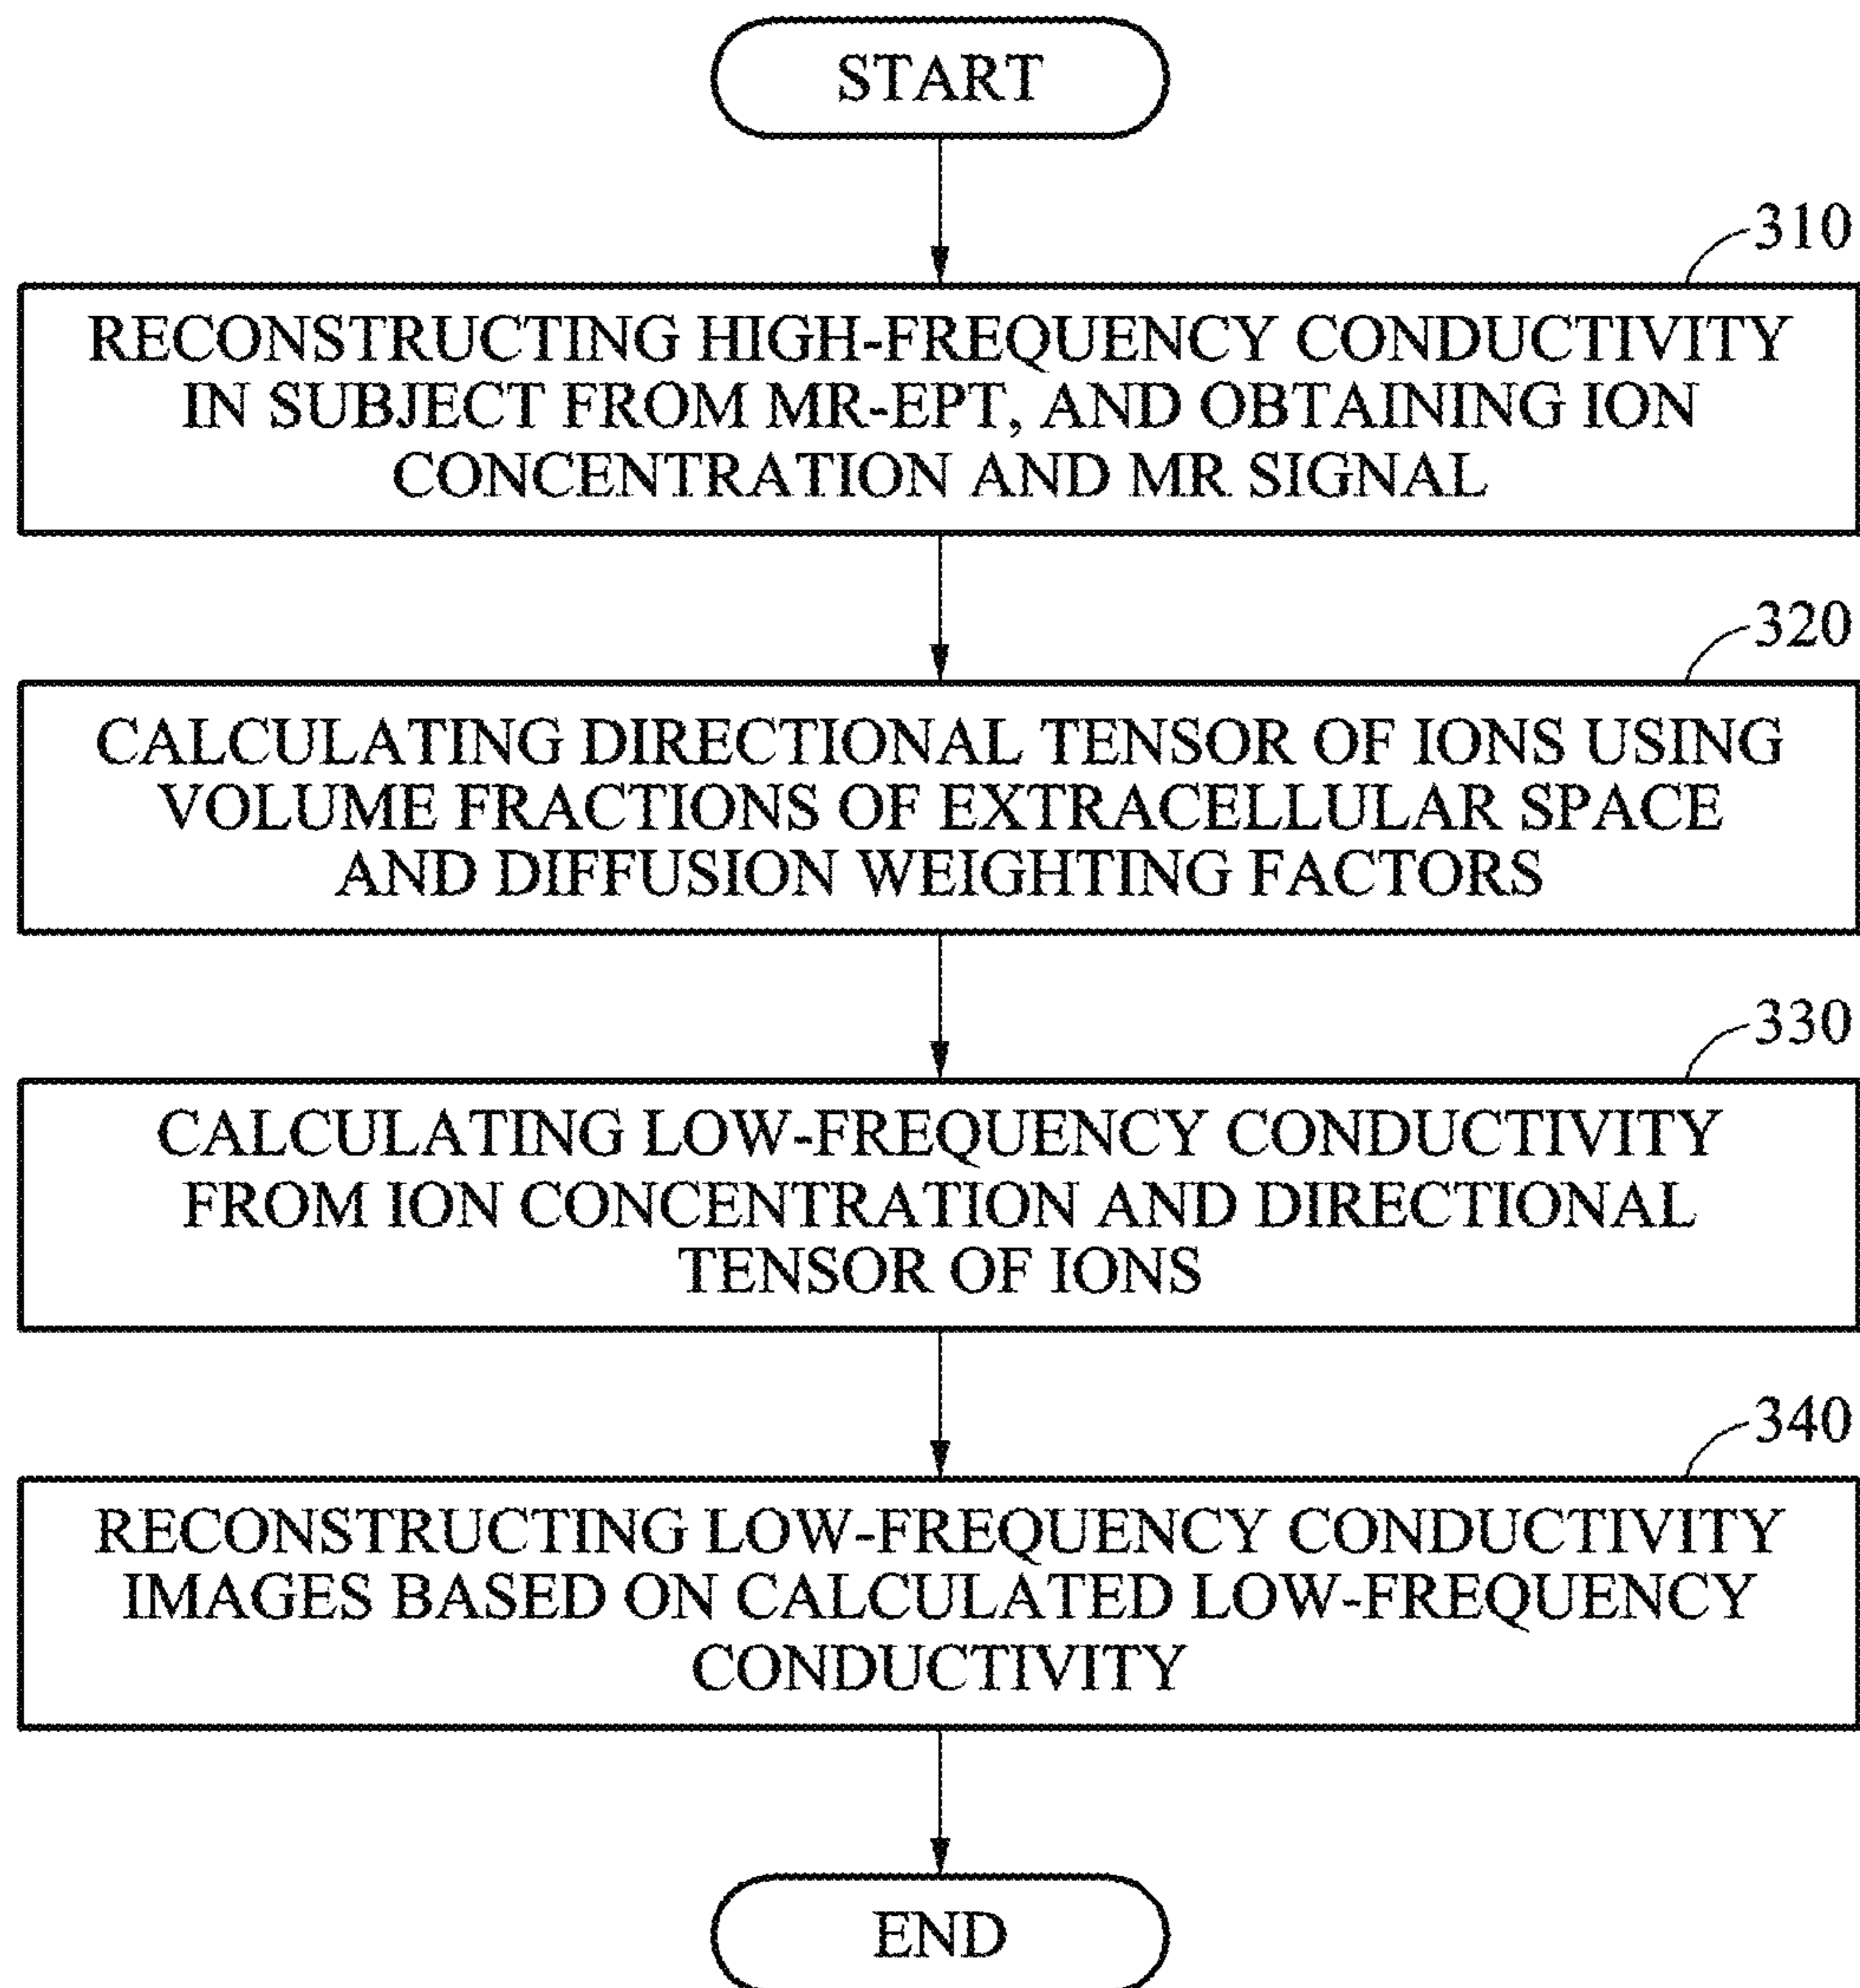 START
310
RECONSTRUCTING HIGH-FREQUENCY CONDUCTIVITY
IN SUBJECT FROM MR-EPT, AND OBTAINING ION
CONCENTRATION AND MR SIGNAL
320
CALCULATING DIRECTIONAL TENSOR OF IONS USING
VOLUME FRACTIONS OF EXTRACELLULAR SPACE
AND DIFFUSION WEIGHTING FACTORS
330
CALCULATING LOW-FREQUENCY CONDUCTIVITY
FROM ION CONCENTRATION AND DIRECTIONAL
TENSOR OF IONS
340
RECONSTRUCTING LOW-FREQUENCY CONDUCTIVITY
IMAGES BASED ON CALCULATED LOW-FREQUENCY
CONDUCTIVITY
END